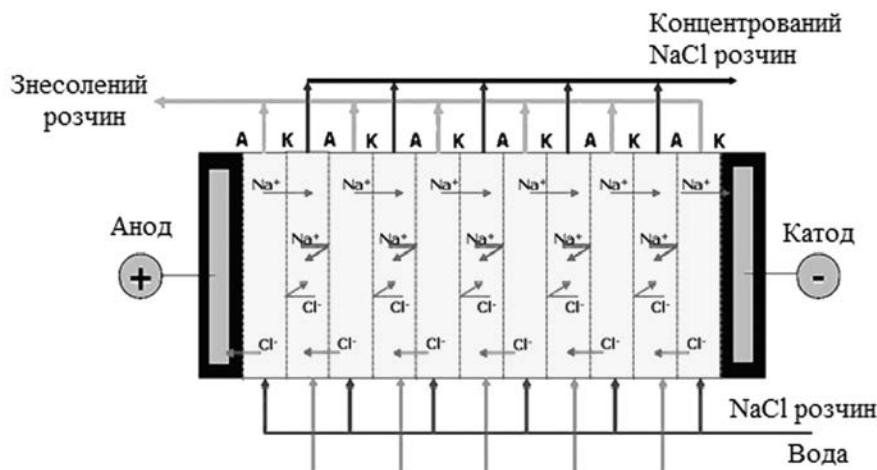 Концентрований
NaCl розчин
Знесолений
розчин
А К А К А К А К А К А К
Na⁺ Na⁺ Na⁺ Na⁺ Na⁺ Na⁺
Анод
Na⁺ Na⁺ Na⁺ Na⁺ Na⁺
Катод
+
-
Cl⁻ Cl⁻ Cl⁻ Cl⁻ Cl⁻
Cl⁻ Cl⁻ Cl⁻ Cl⁻ Cl⁻ Cl⁻
NaCl розчин
Вода